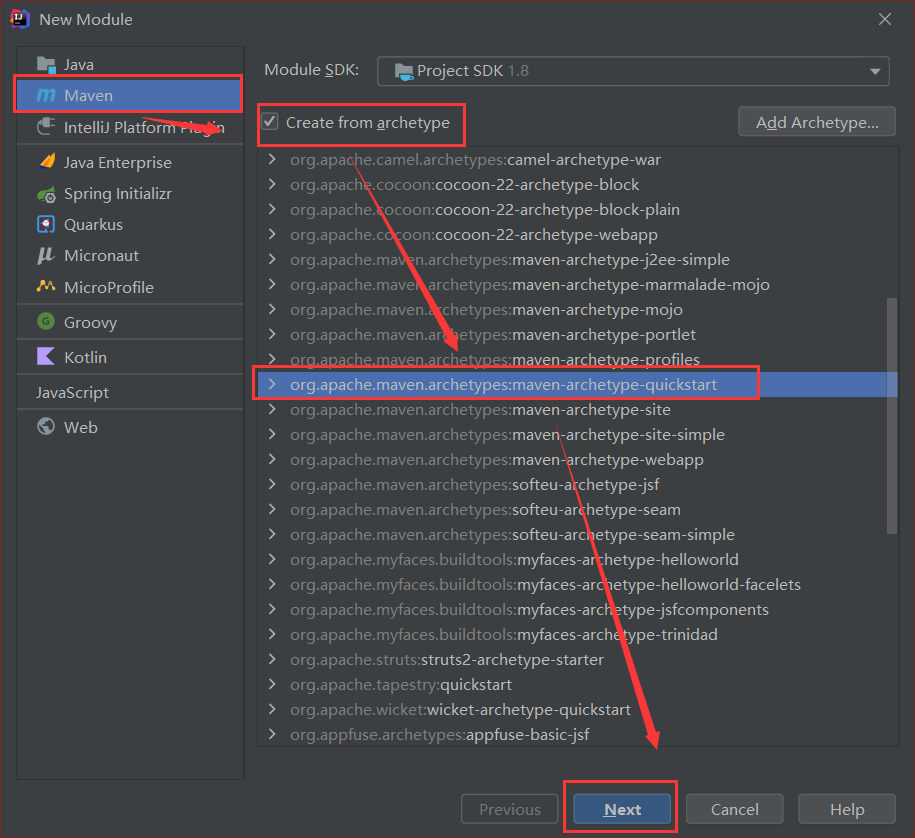 New Module
Java
Maven
IntelliJ Platform Plugin
Java Enterprise
Spring Initializr
Quarkus
Micronaut
MicroProfile
Groovy
Kotlin
JavaScript
Web
Module SDK:
Project SDK 1.8
Create from archetype
Add Archetype...
org.apache.camel.archetypes:camel-archetype-war
org.apache.cocoon:cocoon-22-archetype-block
org.apache.cocoon:cocoon-22-archetype-block-plain
org.apache.cocoon:cocoon-22-archetype-webapp
org.apache.maven.archetypes:maven-archetype-j2ee-simple
org.apache.maven.archetypes:maven-archetype-marmalade-mojo
org.apache.maven.archetypes:maven-archetype-mojo
org.apache.maven.archetypes:maven-archetype-portlet
org.apache.maven.archetypes:maven-archetype-profiles
org.apache.maven.archetypes:maven-archetype-quickstart
org.apache.maven.archetypes:maven-archetype-site
org.apache.maven.archetypes:maven-archetype-site-simple
org.apache.maven.archetypes:maven-archetype-webapp
org.apache.maven.archetypes:softeu-archetype-jsf
org.apache.maven.archetypes:softeu-archetype-seam
org.apache.maven.archetypes:softeu-archetype-seam-simple
org.apache.myfaces.buildtools:myfaces-archetype-helloworld
org.apache.myfaces.buildtools:myfaces-archetype-helloworld-facelets
org.apache.myfaces.buildtools:myfaces-archetype-jsfcomponents
org.apache.myfaces.buildtools:myfaces-archetype-trinidad
org.apache.struts:struts2-archetype-starter
org.apache.tapestry:quickstart
org.apache.wicket:wicket-archetype-quickstart
org.appfuse.archetypes:appfuse-basic-jsf
Previous
Next
Cancel
Help